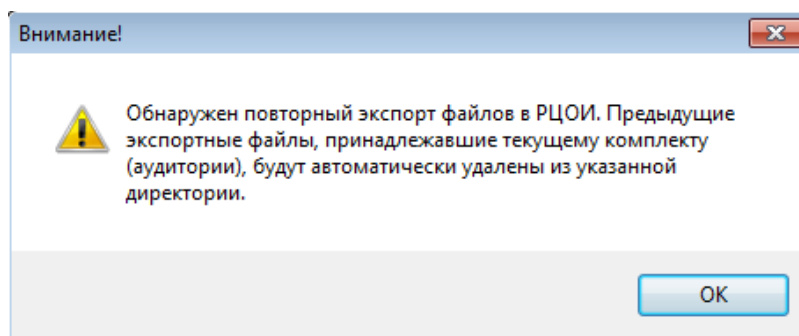 Внимание!
Обнаружен повторный экспорт файлов в РЦОИ. Предыдущие
экспортные файлы, принадлежавшие текущему комплекту
(аудитории), будут автоматически удалены из указанной
директории.
OK